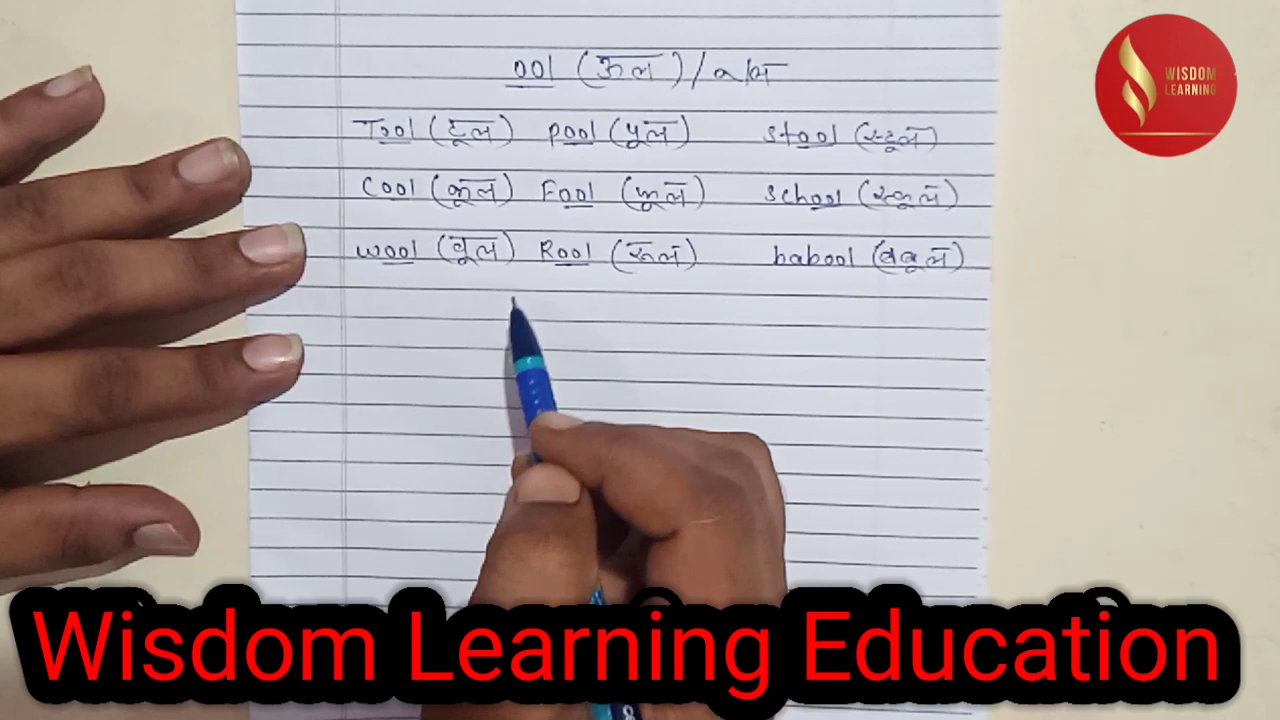 ool (ऊल) / a/अ
WISDOM
LEARNING
Tool (टूल) pool (पूल) stool (स्टूल)
Cool (कूल) Fool (फूल) school (स्कूल)
wool (वूल) Rool (रूल) babool (बबूल)
Wisdom Learning Education